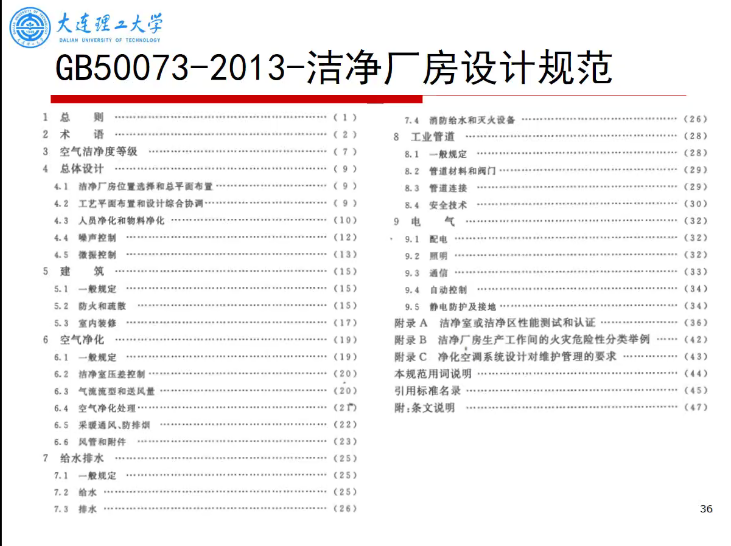 大连理工大学
DALIAN UNIVERSITY OF TECHNOLOGY
GB50073-2013-洁净厂房设计规范
1 总 则 ……………………………… ( 1 )
2 术 语 ……………………………… ( 2 )
3 空气洁净度等级 ……………………………… ( 7 )
4 总体设计 ……………………………… ( 9 )
4.1 洁净厂房位置选择和总平面布置 ……………………………… ( 9 )
4.2 工艺平面布置和设计综合协调 ……………………………… ( 9 )
4.3 人员净化和物料净化 ……………………………… (10)
4.4 噪声控制 ……………………………… (12)
4.5 微振控制 ……………………………… (13)
5 建 筑 ……………………………… (15)
5.1 一般规定 ……………………………… (15)
5.2 防火和疏散 ……………………………… (15)
5.3 室内装修 ……………………………… (17)
6 空气净化 ……………………………… (19)
6.1 一般规定 ……………………………… (19)
6.2 洁净室压差控制 ……………………………… (20)
6.3 气流流型和送风量 ……………………………… (20)
6.4 空气净化处理 ……………………………… (21)
6.5 采暖通风、防排烟 ……………………………… (22)
6.6 风管和附件 ……………………………… (23)
7 给水排水 ……………………………… (25)
7.1 一般规定 ……………………………… (25)
7.2 给水 ……………………………… (25)
7.3 排水 ……………………………… (26)
7.4 消防给水和灭火设备 ……………………………… (26)
8 工业管道 ……………………………… (28)
8.1 一般规定 ……………………………… (28)
8.2 管道材料和阀门 ……………………………… (29)
8.3 管道连接 ……………………………… (29)
8.4 安全技术 ……………………………… (30)
9 电 气 ……………………………… (32)
9.1 配电 ……………………………… (32)
9.2 照明 ……………………………… (32)
9.3 通信 ……………………………… (33)
9.4 自动控制 ……………………………… (34)
9.5 静电防护及接地 ……………………………… (34)
附录 A 洁净室或洁净区性能测试和认证 ……………… (36)
附录 B 洁净厂房生产工作间的火灾危险性分类举例 …… (42)
附录 C 净化空调系统设计对维护管理的要求 ………… (43)
本规范用词说明 ……………………………… (44)
引用标准名录 ……………………………… (45)
附:条文说明 ……………………………… (47)
36